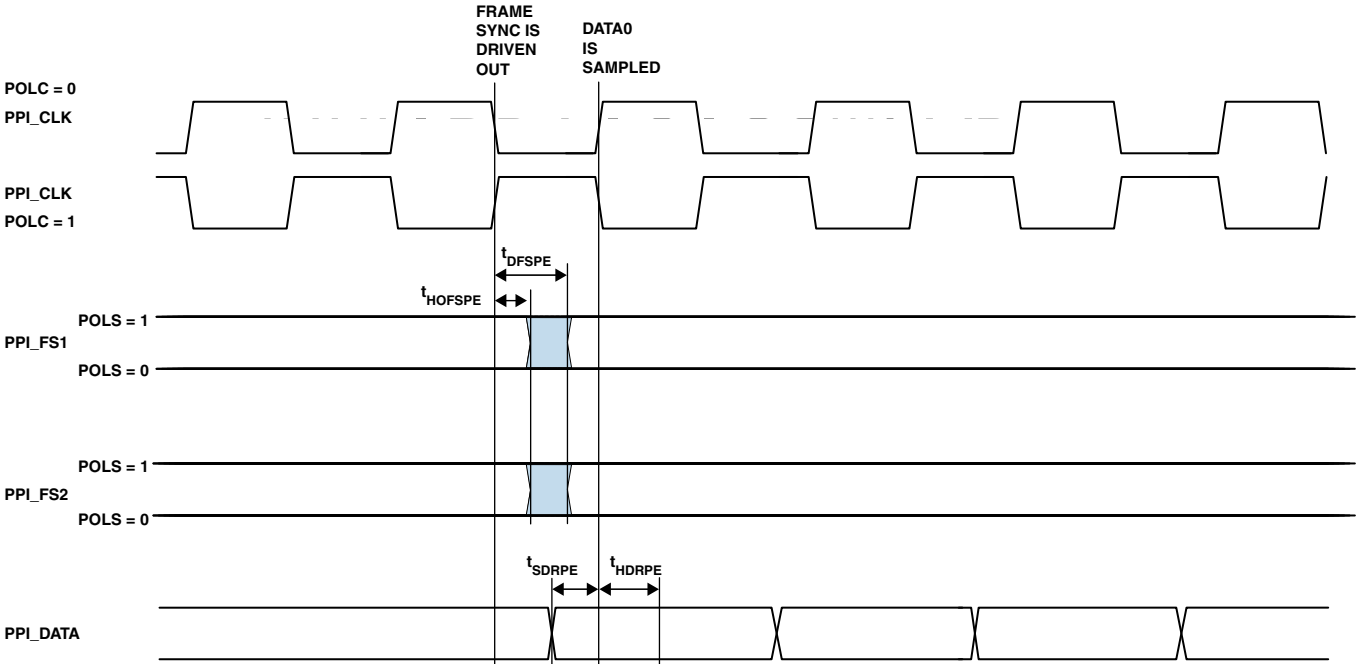 FRAME
SYNC IS
DRIVEN
OUT
DATA0
IS
SAMPLED
POLC = 0
PPI_CLK
PPI_CLK
POLC = 1
tDFSPE
tHOFSPE
POLS = 1
PPI_FS1
POLS = 0
POLS = 1
PPI_FS2
POLS = 0
tSDRPE
tHDRPE
PPI_DATA